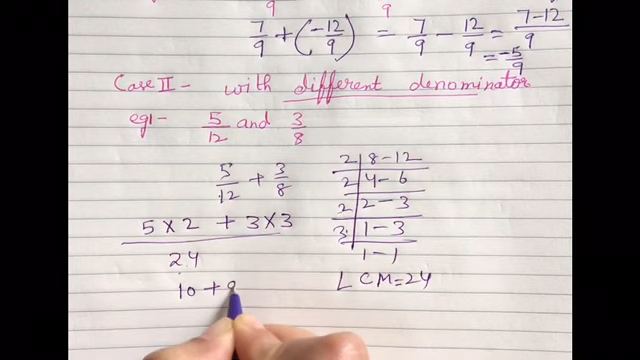 9 9
7/9 + (-12/9) = 7/9 - 12/9 = 7-12/9
= -5/9
Case II - with different denominator
eg1- 5/12 and 3/8
5/12 + 3/8
5 x 2 + 3 x 3
24
10 + 9
2 | 8 - 12
2 | 4 - 6
2 | 2 - 3
3 | 1 - 3
1 - 1
LCM = 24